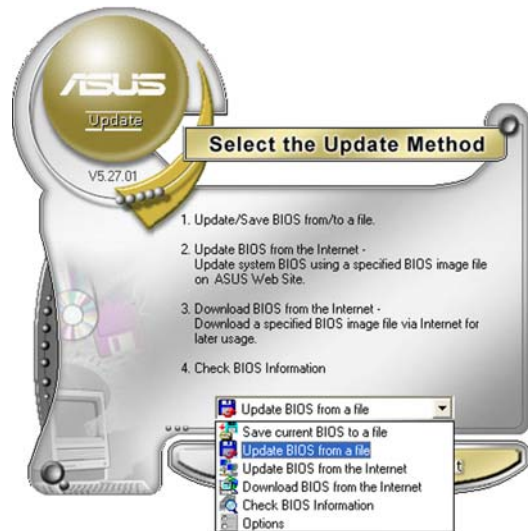 ASUS
Update
V5.27.01
Select the Update Method
1. Update/Save BIOS from/to a file.
2. Update BIOS from the Internet -
Update system BIOS using a specified BIOS image file
on ASUS Web Site.
3. Download BIOS from the Internet -
Download a specified BIOS image file via Internet for
later usage.
4. Check BIOS Information
Update BIOS from a file
Save current BIOS to a file
Update BIOS from a file
Update BIOS from the Internet
Download BIOS from the Internet
Check BIOS Information
Options